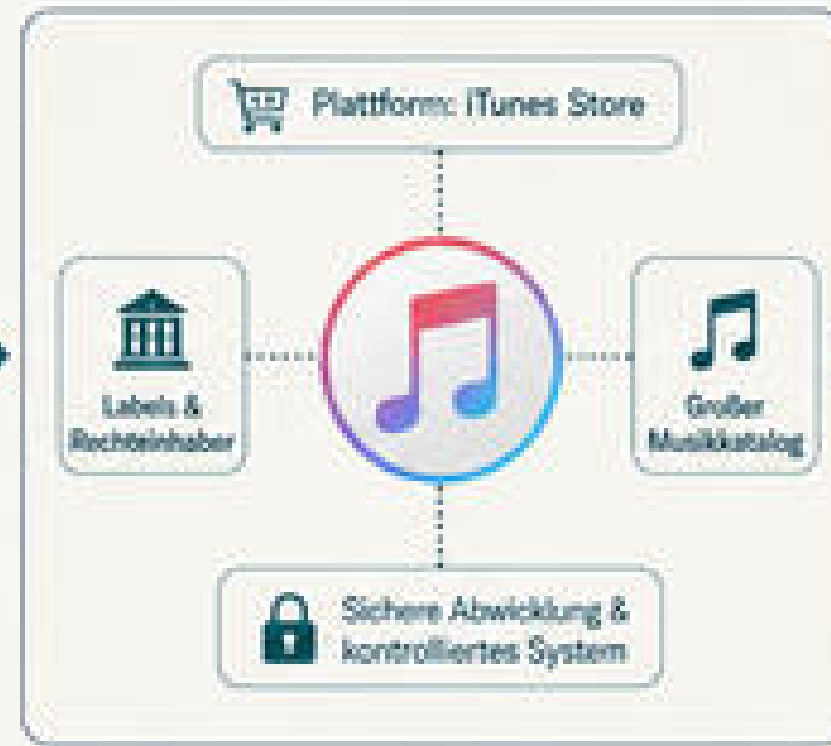 Plattform: iTunes Store
Labels &
Rechteinhaber
Großer
Musikkatalog
Sichere Abwicklung &
kontrolliertes System